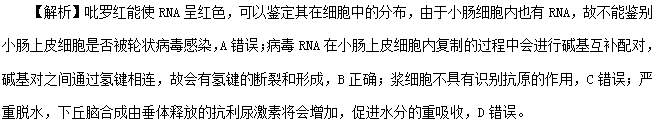 【解析】吡罗红能使 RNA 呈红色，可以鉴定其在细胞中的分布，由于小肠细胞内也有 RNA，故不能鉴别
小肠上皮细胞是否被轮状病毒感染，A 错误；病毒 RNA 在小肠上皮细胞内复制的过程中会进行碱基互补配对，
碱基对之间通过氢键相连，故会有氢键的断裂和形成，B 正确；浆细胞不具有识别抗原的作用，C 错误；严
重脱水，下丘脑合成由垂体释放的抗利尿激素将会增加，促进水分的重吸收，D 错误。